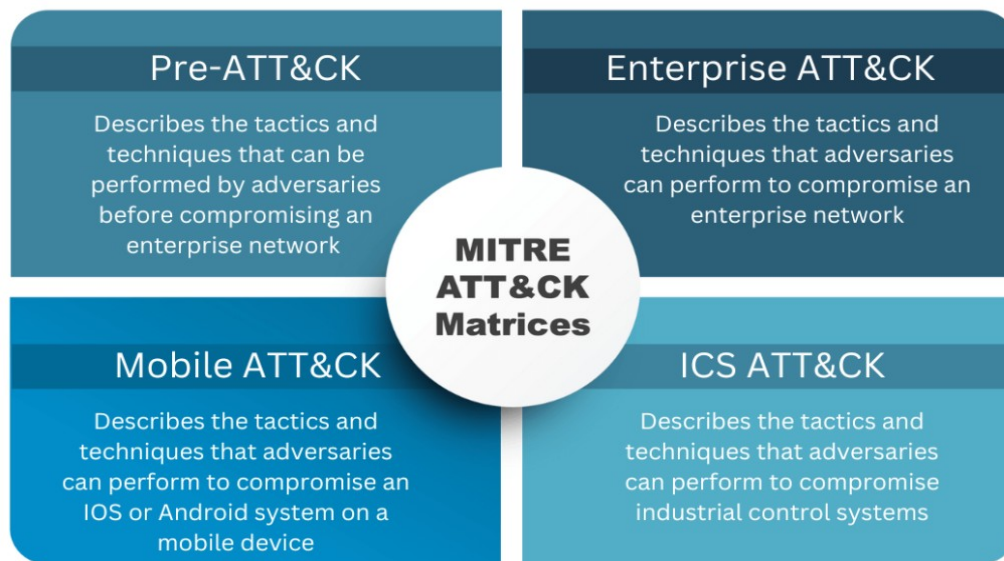 Pre-ATT&CK
Describes the tactics and
techniques that can be
performed by adversaries
before compromising an
enterprise network
Enterprise ATT&CK
Describes the tactics and
techniques that adversaries
can perform to compromise an
enterprise network
MITRE
ATT&CK
Matrices
Mobile ATT&CK
Describes the tactics and
techniques that adversaries
can perform to compromise an
IOS or Android system on a
mobile device
ICS ATT&CK
Describes the tactics and
techniques that adversaries
can perform to compromise
industrial control systems